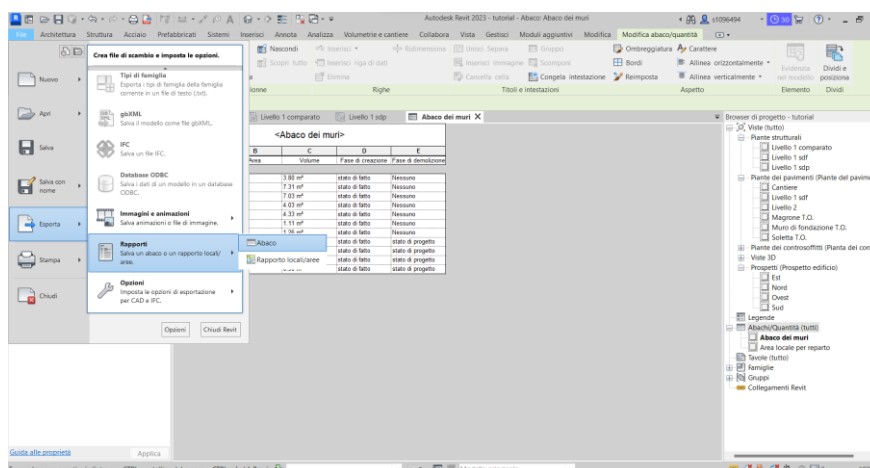 Autodesk Revit 2023 - tutorial - Abaco: Abaco dei muri
s1096494
30
File Architettura Struttura Acciaio Prefabbricati Sistemi Inserisci Annota Analizza Volumetrie e cantiere Collabora Vista Gestisci Moduli aggiuntivi Modifica Modifica abaco/quantità
Crea file di scambio e imposta le opzioni.
Nascondi Inserisci Ridimensiona Unisci Separa Gruppo Ombreggiatura Carattere
Scopri tutto Inserisci riga di dati Inserisci immagine Scomponi Bordi Allinea orizzontalmente
Elimina Cancella cella Congela intestazione Reimposta Allinea verticalmente
Evidenzia nel modello
Dividi e posiziona
Righe Titoli e intestazioni Aspetto Elemento Dividi
Nuovo
Apri
Salva
Salva con nome
Esporta
Stampa
Chiudi
Tipi di famiglia
Esporta i tipi di famiglia della famiglia corrente in un file di testo (.txt).
gbXML
Salva il modello come file gbXML.
IFC
Salva un file IFC.
Database ODBC
Salva i dati di un modello in un database ODBC.
Immagini e animazioni
Salva animazioni o file di immagine.
Rapporti
Salva un abaco o un rapporto locali/aree.
Opzioni
Imposta le opzioni di esportazione per CAD e IFC.
Opzioni Chiudi Revit
Abaco
Rapporto locali/aree
Livello 1 comparato Livello 1 sdp Abaco dei muri X
<Abaco dei muri>
B C D E
Area Volume Fase di creazione Fase di demolizione
3.80 m³ stato di fatto Nessuno
7.31 m³ stato di fatto Nessuno
7.03 m³ stato di fatto Nessuno
4.03 m³ stato di fatto Nessuno
4.33 m³ stato di fatto Nessuno
1.11 m³ stato di fatto Nessuno
1.26 m³ stato di fatto Nessuno
stato di fatto stato di progetto
stato di fatto stato di progetto
stato di fatto stato di progetto
stato di fatto stato di progetto
Browser di progetto - tutorial
Viste (tutto)
Piante strutturali
Livello 1 comparato
Livello 1 sdf
Livello 1 sdp
Piante dei pavimenti (Piante del pavime
Cantiere
Livello 1 sdf
Livello 2
Magrone T.O.
Muro di fondazione T.O.
Soletta T.O.
Piante dei controsoffitti (Pianta dei con
Viste 3D
Prospetti (Prospetto edificio)
Est
Nord
Ovest
Sud
Legende
Abachi/Quantità (tutti)
Abaco dei muri
Area locale per reparto
Tavole (tutto)
Famiglie
Gruppi
Collegamenti Revit
Guida alle proprietà Applica